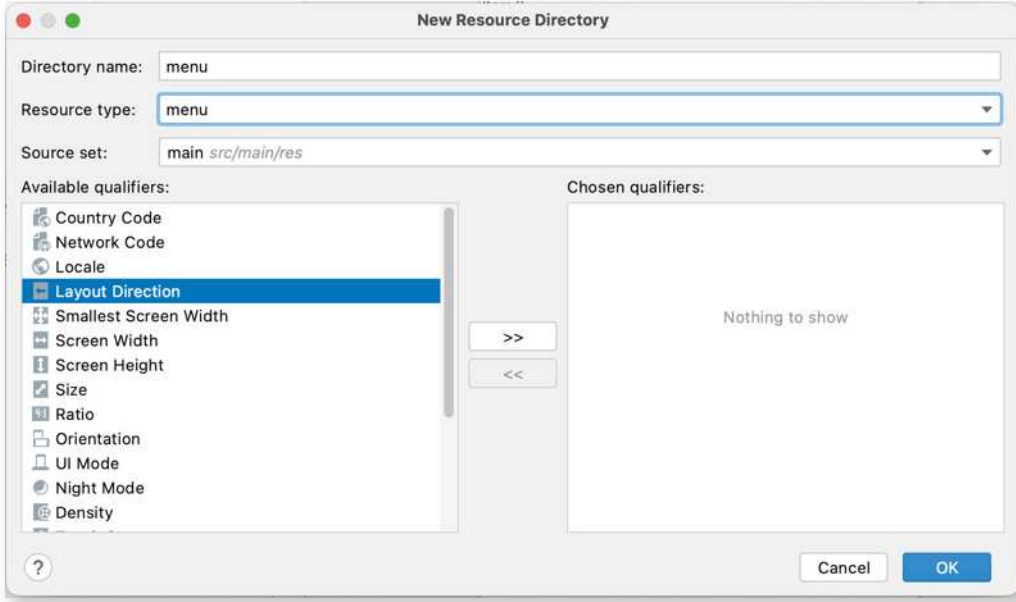 New Resource Directory
Directory name: menu
Resource type: menu
Source set: main src/main/res
Available qualifiers:
Chosen qualifiers:
Country Code
Network Code
Locale
Layout Direction
Smallest Screen Width
Screen Width
Screen Height
Size
Ratio
Orientation
UI Mode
Night Mode
Density
>>
<<
Nothing to show
?
Cancel
OK